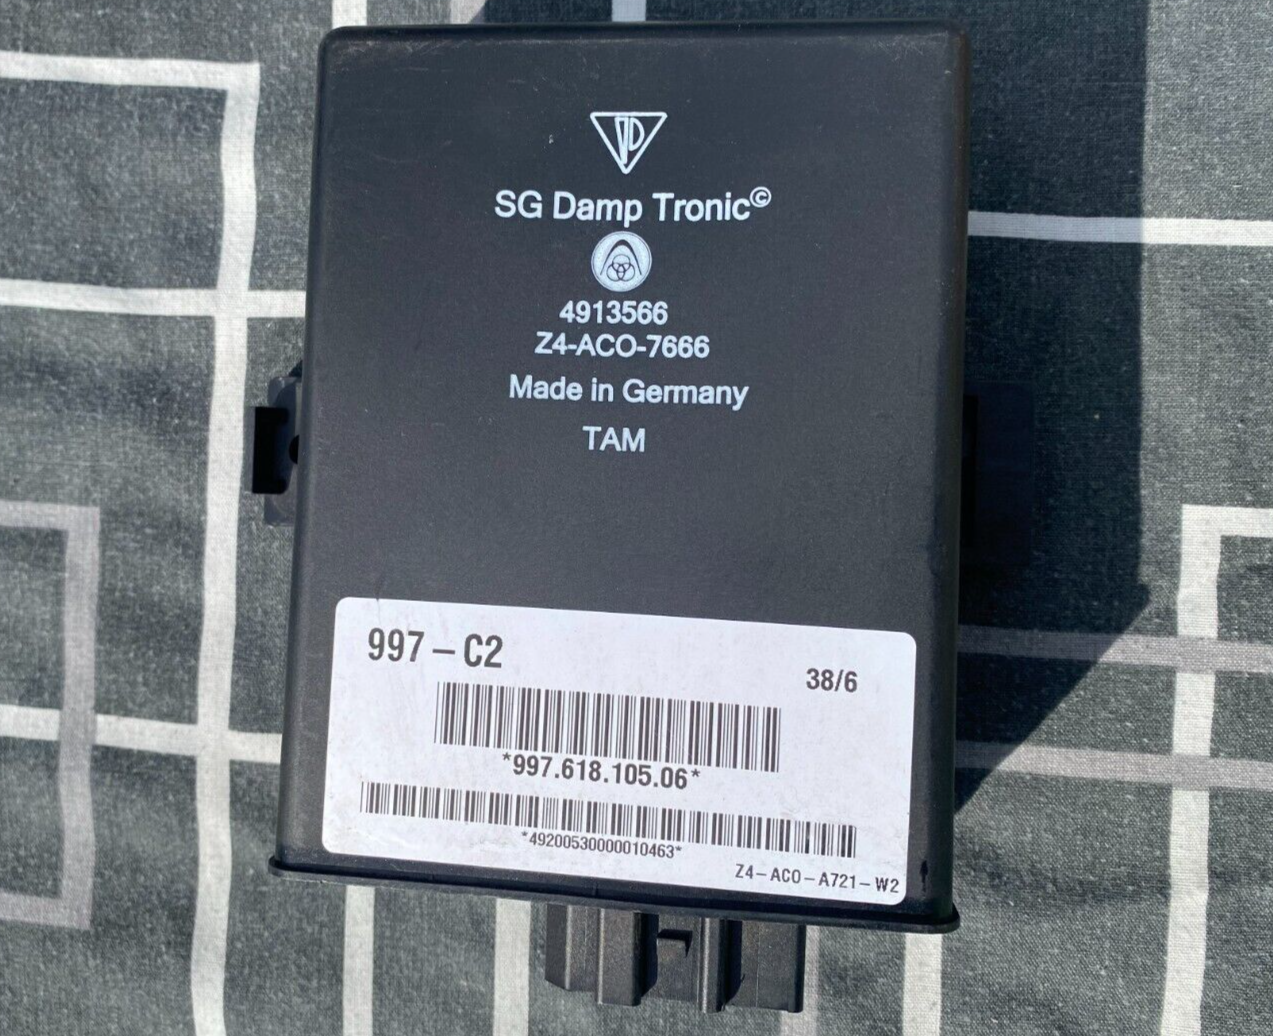 SG Damp Tronic©
4913566
Z4-ACO-7666
Made in Germany
TAM
997-C2
38/6
*997.618.105.06*
*49200530000010463*
Z4-ACO-A721-W2